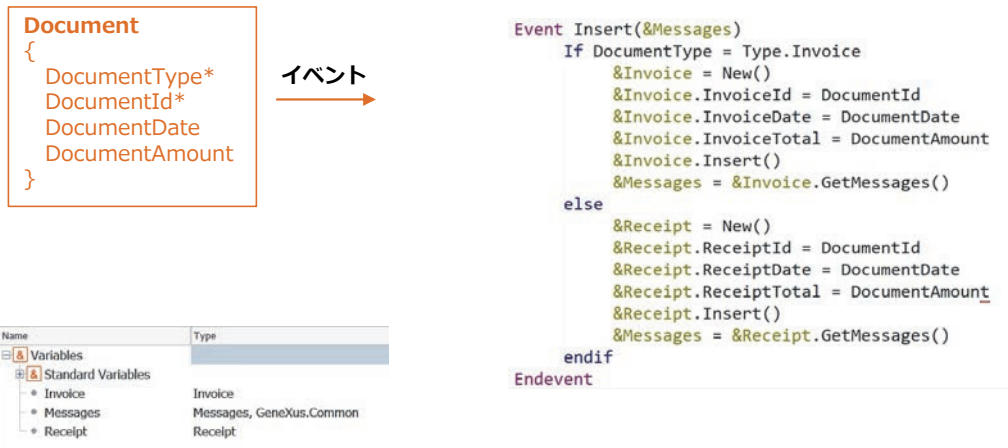 Document
{
DocumentType*
DocumentId*
DocumentDate
DocumentAmount
}
イベント
Event Insert(&Messages)
If DocumentType = Type.Invoice
&Invoice = New()
&Invoice.InvoiceId = DocumentId
&Invoice.InvoiceDate = DocumentDate
&Invoice.InvoiceTotal = DocumentAmount
&Invoice.Insert()
&Messages = &Invoice.GetMessages()
else
&Receipt = New()
&Receipt.ReceiptId = DocumentId
&Receipt.ReceiptDate = DocumentDate
&Receipt.ReceiptTotal = DocumentAmount
&Receipt.Insert()
&Messages = &Receipt.GetMessages()
endif
Endevent
Name Type
& Variables
& Standard Variables
Invoice Invoice
Messages Messages, GeneXus.Common
Receipt Receipt